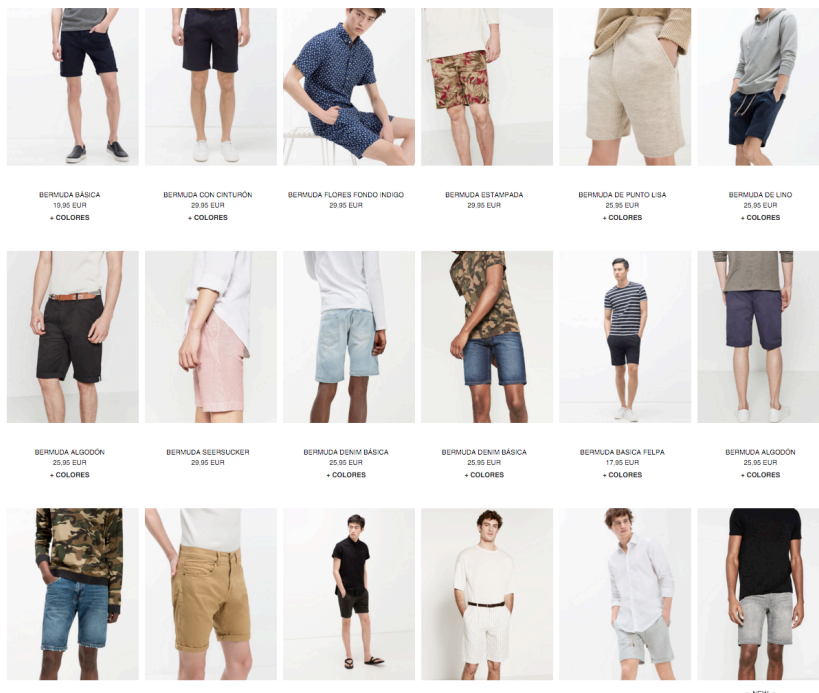 BERMUDA BÁSICA
19,95 EUR
+ COLORES
BERMUDA CON CINTURÓN
29,95 EUR
+ COLORES
BERMUDA FLORES FONDO INDIGO
29,95 EUR
BERMUDA ESTAMPADA
29,95 EUR
BERMUDA DE PUNTO LISA
25,95 EUR
+ COLORES
BERMUDA DE LINO
25,95 EUR
+ COLORES
BERMUDA ALGODÓN
25,95 EUR
+ COLORES
BERMUDA SEERSUCKER
29,95 EUR
BERMUDA DENIM BÁSICA
25,95 EUR
+ COLORES
BERMUDA DENIM BÁSICA
25,95 EUR
+ COLORES
BERMUDA BASICA FELPA
17,95 EUR
+ COLORES
BERMUDA ALGODÓN
25,95 EUR
+ COLORES